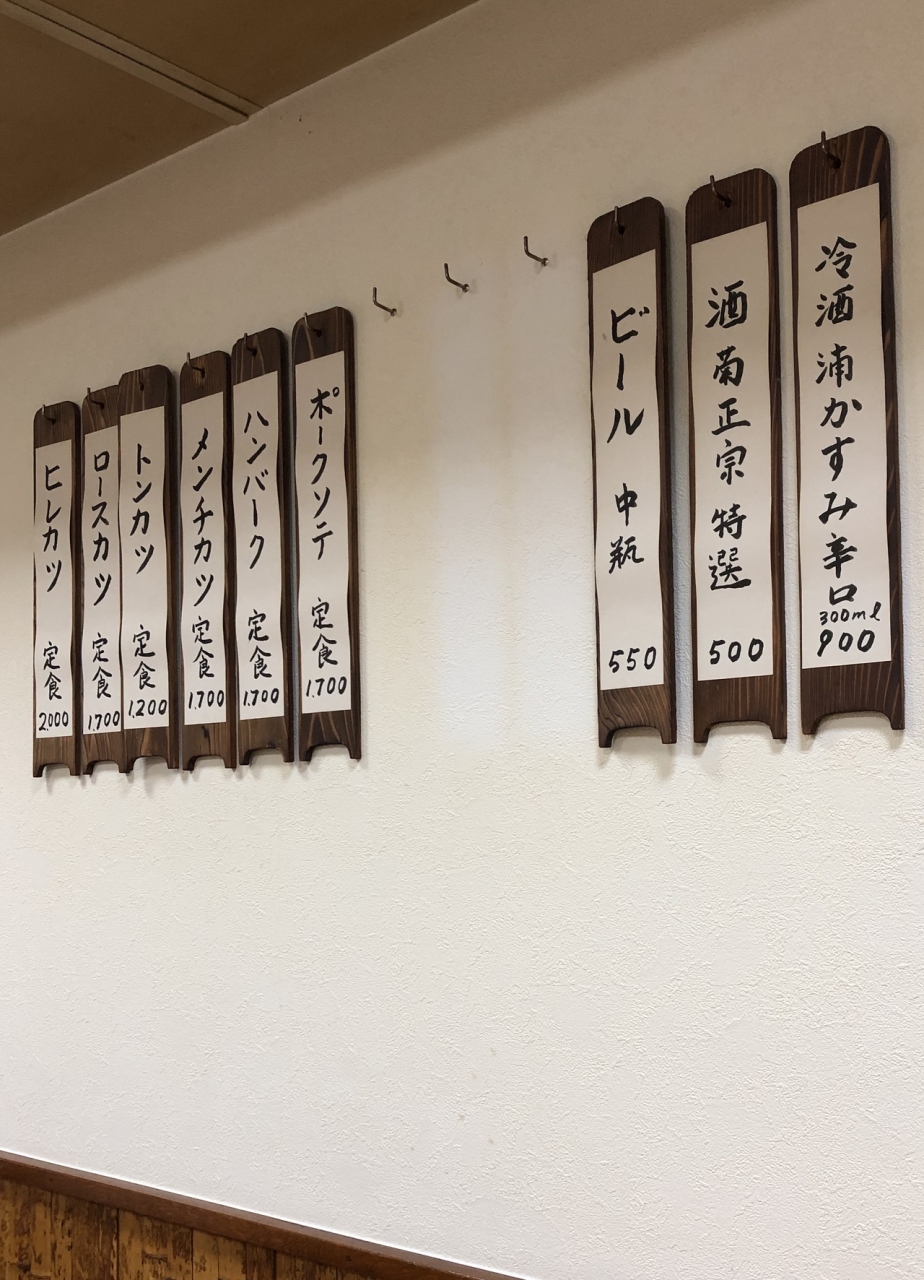 冷酒 浦かすみ辛口 300ml 900
酒 菊正宗 特選 500
ビール 中瓶 550
ポークソテ 定食 1.700
ハンバーク 定食 1.700
メンチカツ 定食 1.700
トンカツ 定食 1.200
ロースカツ 定食 1.700
ヒレカツ 定食 2.000